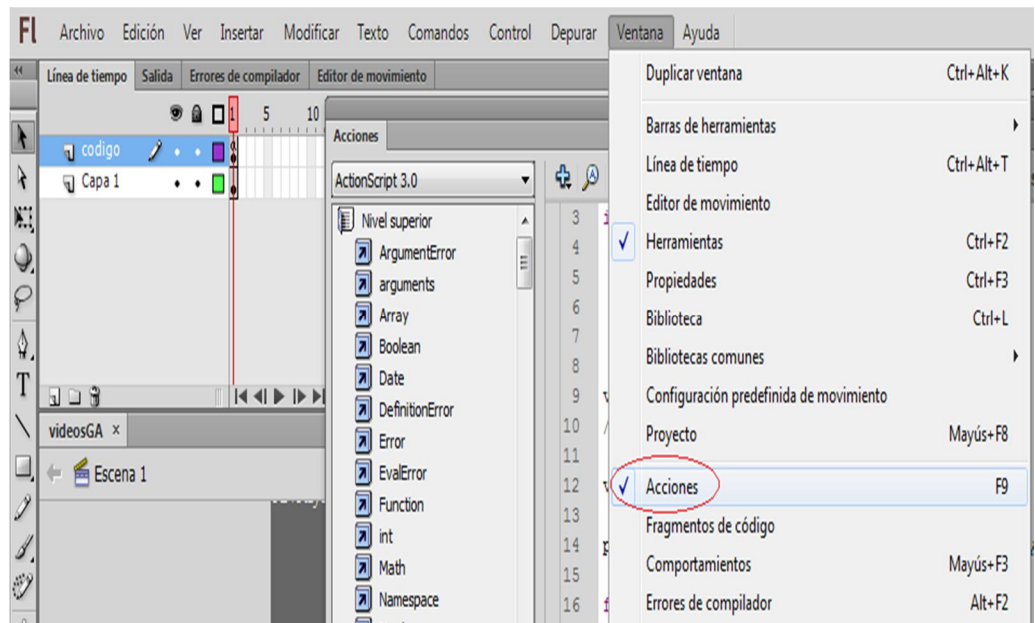 Fl Archivo Edición Ver Insertar Modificar Texto Comandos Control Depurar Ventana Ayuda
Línea de tiempo Salida Errores de compilador Editor de movimiento
1 5 10
codigo
Capa 1
videosGA ×
Escena 1
Acciones
ActionScript 3.0
Nivel superior
ArgumentError
arguments
Array
Boolean
Date
DefinitionError
Error
EvalError
Function
int
Math
Namespace
3
4
5
6
7
8
9
10
11
12
13
14
15
16
Duplicar ventana Ctrl+Alt+K
Barras de herramientas
Línea de tiempo Ctrl+Alt+T
Editor de movimiento
Herramientas Ctrl+F2
Propiedades Ctrl+F3
Biblioteca Ctrl+L
Bibliotecas comunes
Configuración predefinida de movimiento
Proyecto Mayús+F8
Acciones F9
Fragmentos de código
Comportamientos Mayús+F3
Errores de compilador Alt+F2